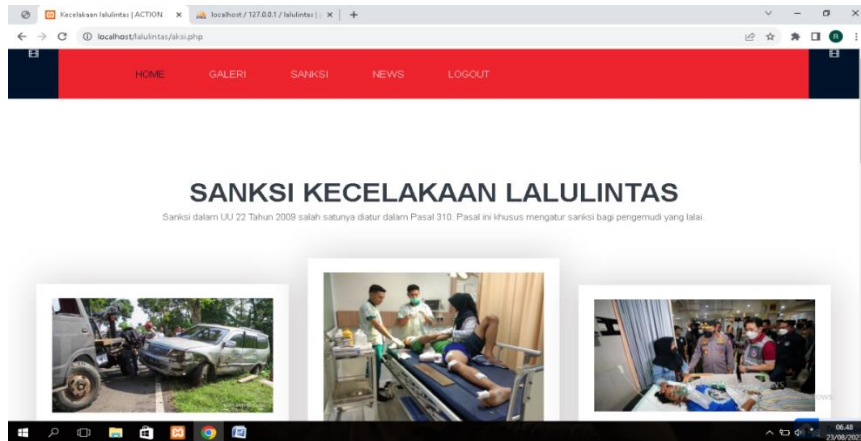 Kecelakaan lalulintas | ACTION
localhost / 127.0.0.1 / lalulintas |
localhost/lalulintas/aksi.php
R
HOME GALERI SANKSI NEWS LOGOUT
SANKSI KECELAKAAN LALULINTAS
Sanksi dalam UU 22 Tahun 2009 salah satunya diatur dalam Pasal 310. Pasal ini khusus mengatur sanksi bagi pengemudi yang lalai.
06.48